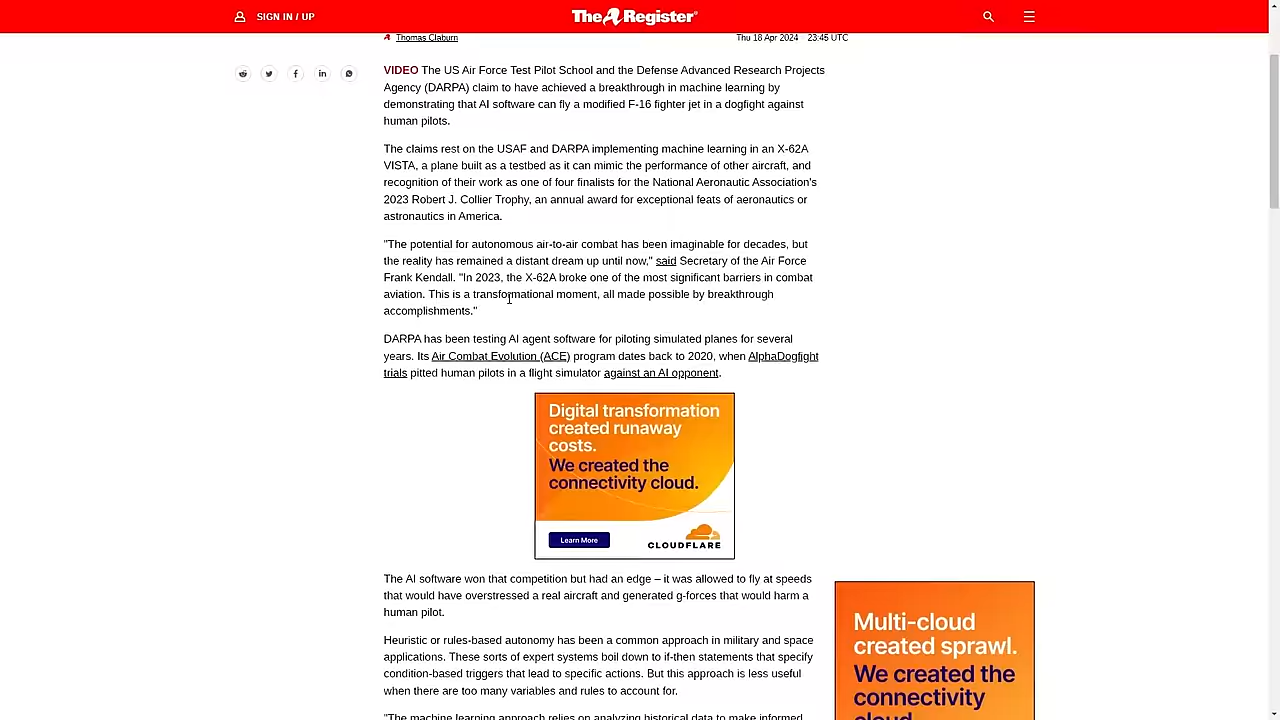 SIGN IN / UP
The Register®
Thomas Claburn
Thu 18 Apr 2024 23:45 UTC
VIDEO The US Air Force Test Pilot School and the Defense Advanced Research Projects
Agency (DARPA) claim to have achieved a breakthrough in machine learning by
demonstrating that AI software can fly a modified F-16 fighter jet in a dogfight against
human pilots.
The claims rest on the USAF and DARPA implementing machine learning in an X-62A
VISTA, a plane built as a testbed as it can mimic the performance of other aircraft, and
recognition of their work as one of four finalists for the National Aeronautic Association's
2023 Robert J. Collier Trophy, an annual award for exceptional feats of aeronautics or
astronautics in America.
"The potential for autonomous air-to-air combat has been imaginable for decades, but
the reality has remained a distant dream up until now," said Secretary of the Air Force
Frank Kendall. "In 2023, the X-62A broke one of the most significant barriers in combat
aviation. This is a transformational moment, all made possible by breakthrough
accomplishments."
DARPA has been testing AI agent software for piloting simulated planes for several
years. Its Air Combat Evolution (ACE) program dates back to 2020, when AlphaDogfight
trials pitted human pilots in a flight simulator against an AI opponent.
Digital transformation
created runaway
costs.
We created the
connectivity cloud.
Learn More
CLOUDFLARE
The AI software won that competition but had an edge – it was allowed to fly at speeds
that would have overstressed a real aircraft and generated g-forces that would harm a
human pilot.
Heuristic or rules-based autonomy has been a common approach in military and space
applications. These sorts of expert systems boil down to if-then statements that specify
condition-based triggers that lead to specific actions. But this approach is less useful
when there are too many variables and rules to account for.
"The machine learning approach relies on analyzing historical data to make informed
Multi-cloud
created sprawl.
We created the
connectivity
cloud.